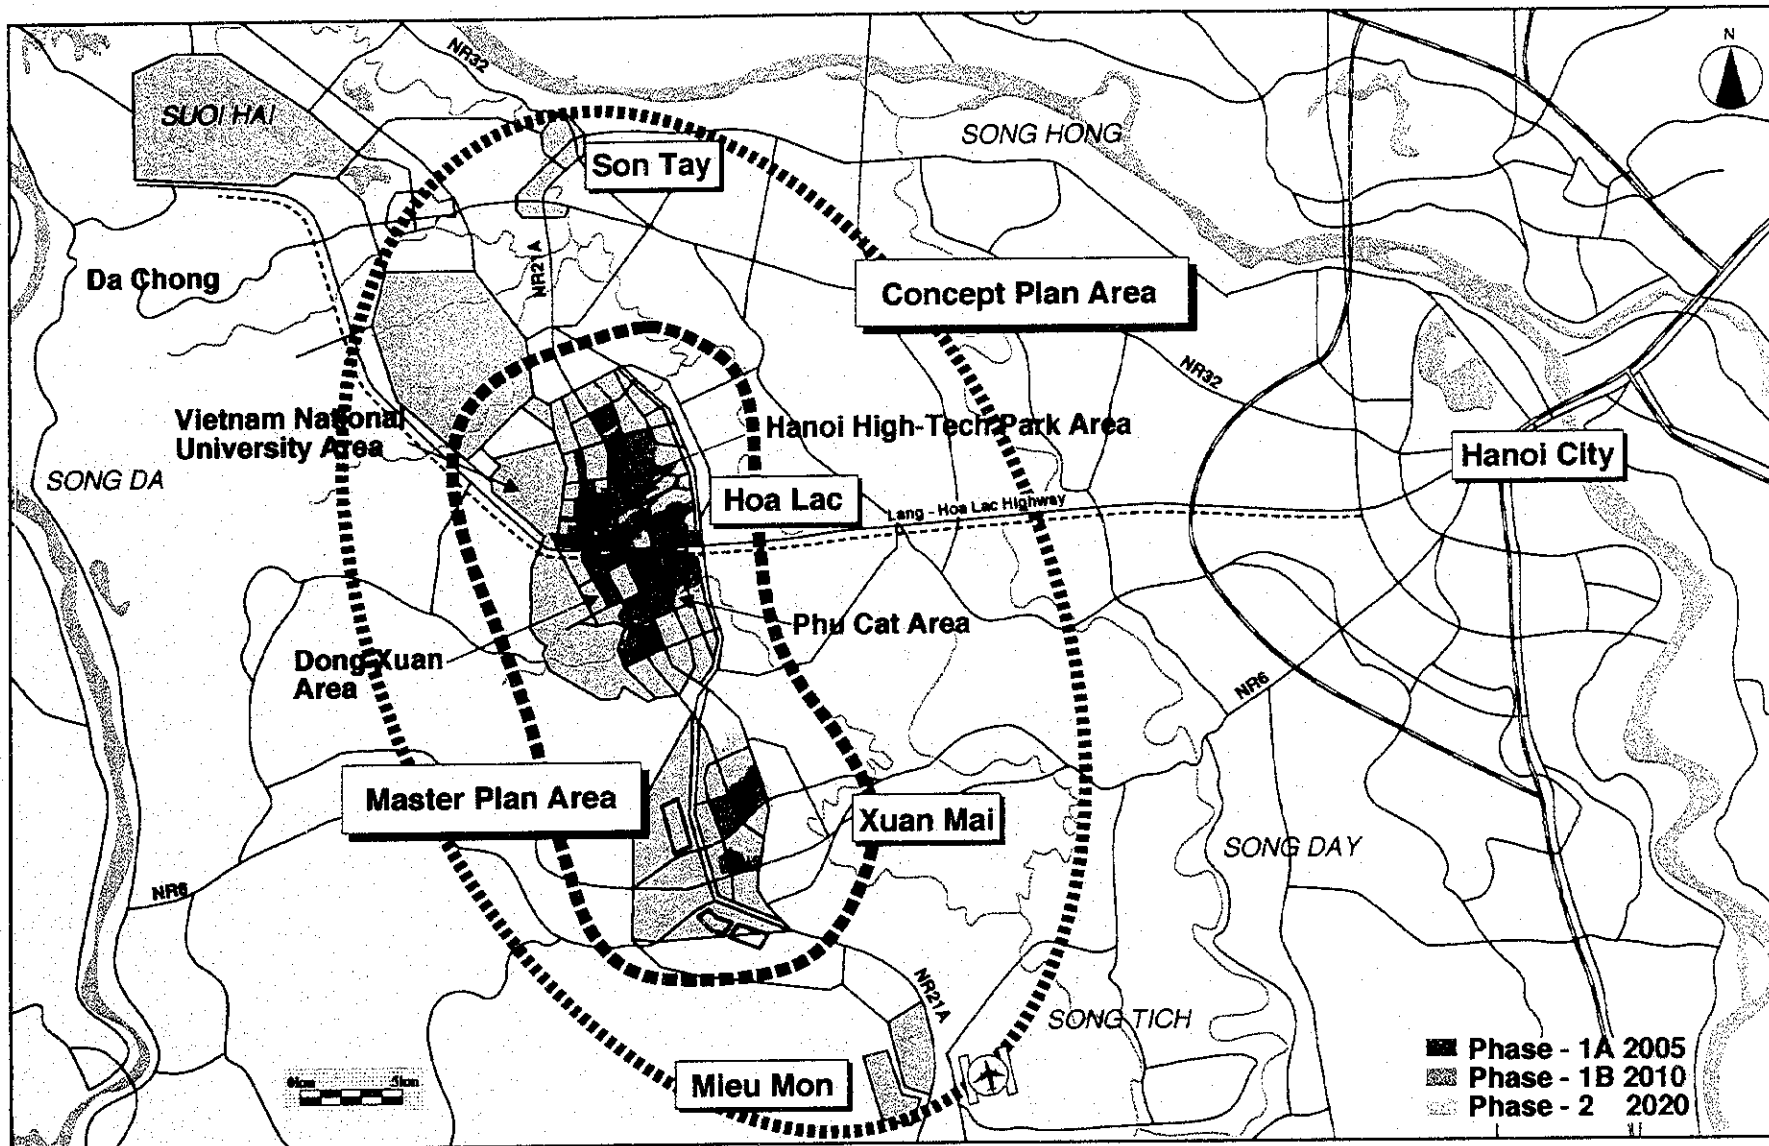 N
NR32
SUOI HAI
SONG HONG
Son Tay
NR21A
Da Chong
Concept Plan Area
NR32
Vietnam National
University Area
Hanoi High-Tech Park Area
Hanoi City
SONG DA
Hoa Lac
Lang - Hoa Lac Highway
Phu Cat Area
Dong Xuan
Area
NR6
Master Plan Area
Xuan Mai
SONG DAY
NR6
NR21A
SONG TICH
Mieu Mon
0km 5km
Phase - 1A 2005
Phase - 1B 2010
Phase - 2 2020